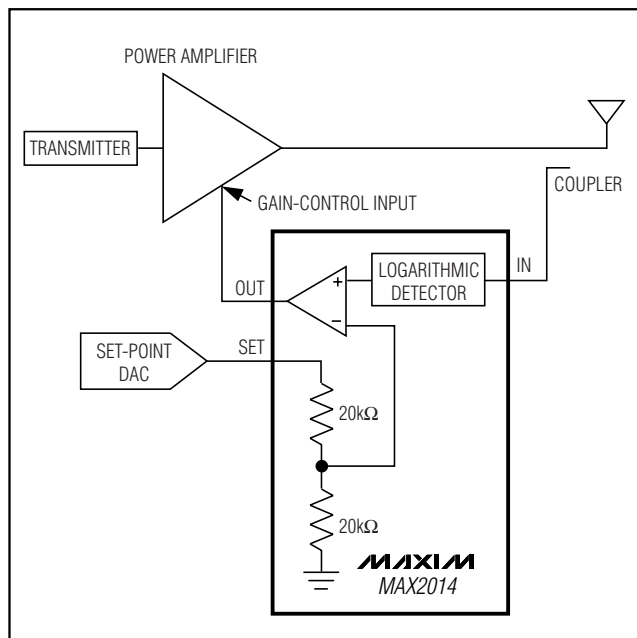 POWER AMPLIFIER
TRANSMITTER
GAIN-CONTROL INPUT
COUPLER
OUT
+
−
LOGARITHMIC
DETECTOR
IN
SET-POINT
DAC
SET
20kΩ
20kΩ
MAXIM
MAX2014